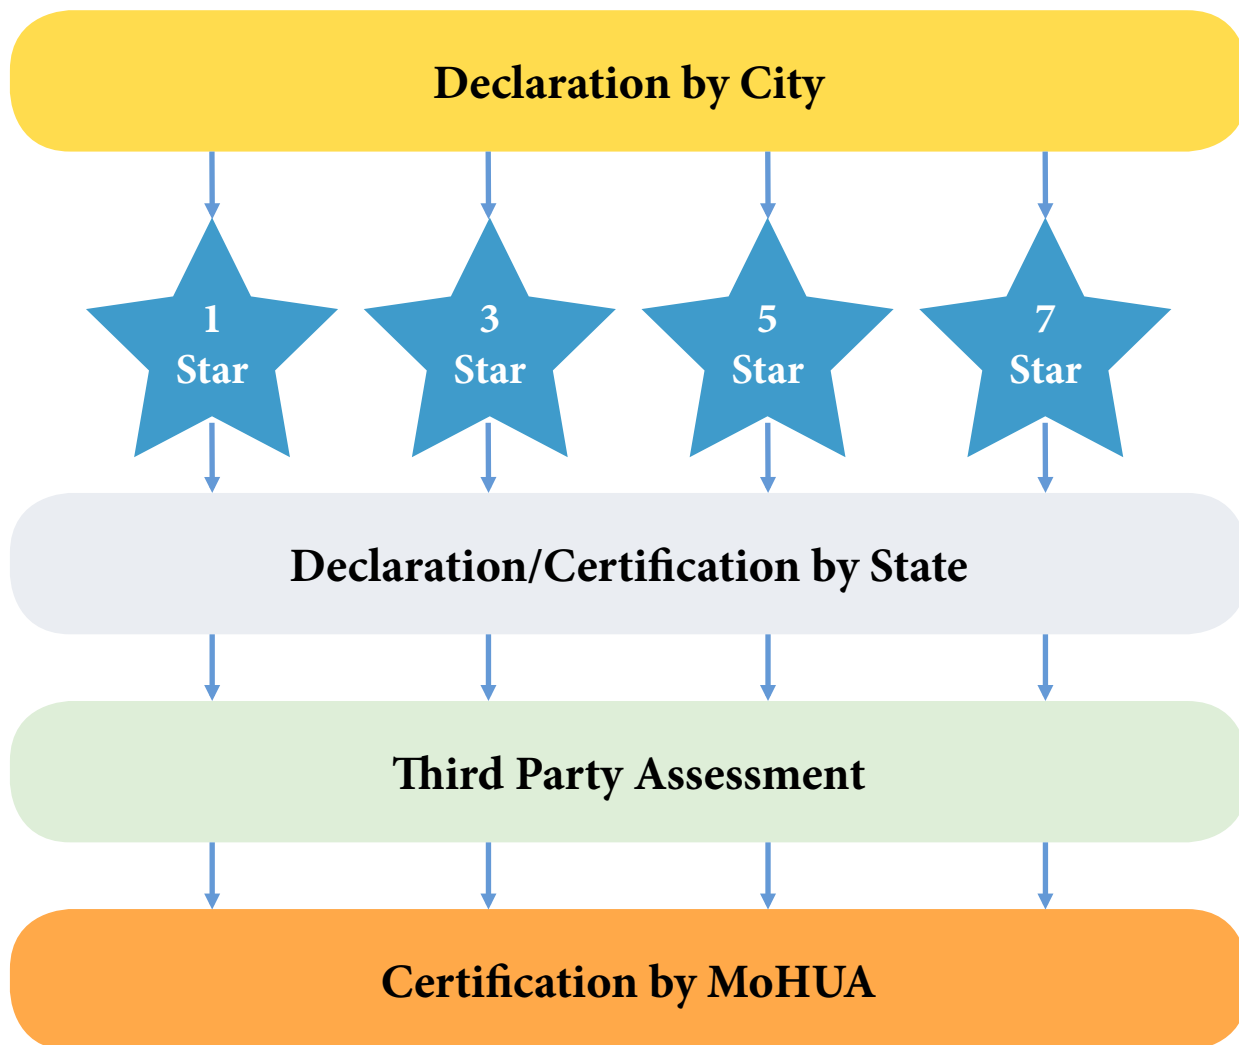 Declaration by City
1
Star
3
Star
5
Star
7
Star
Declaration/Certification by State
Third Party Assessment
Certification by MoHUA